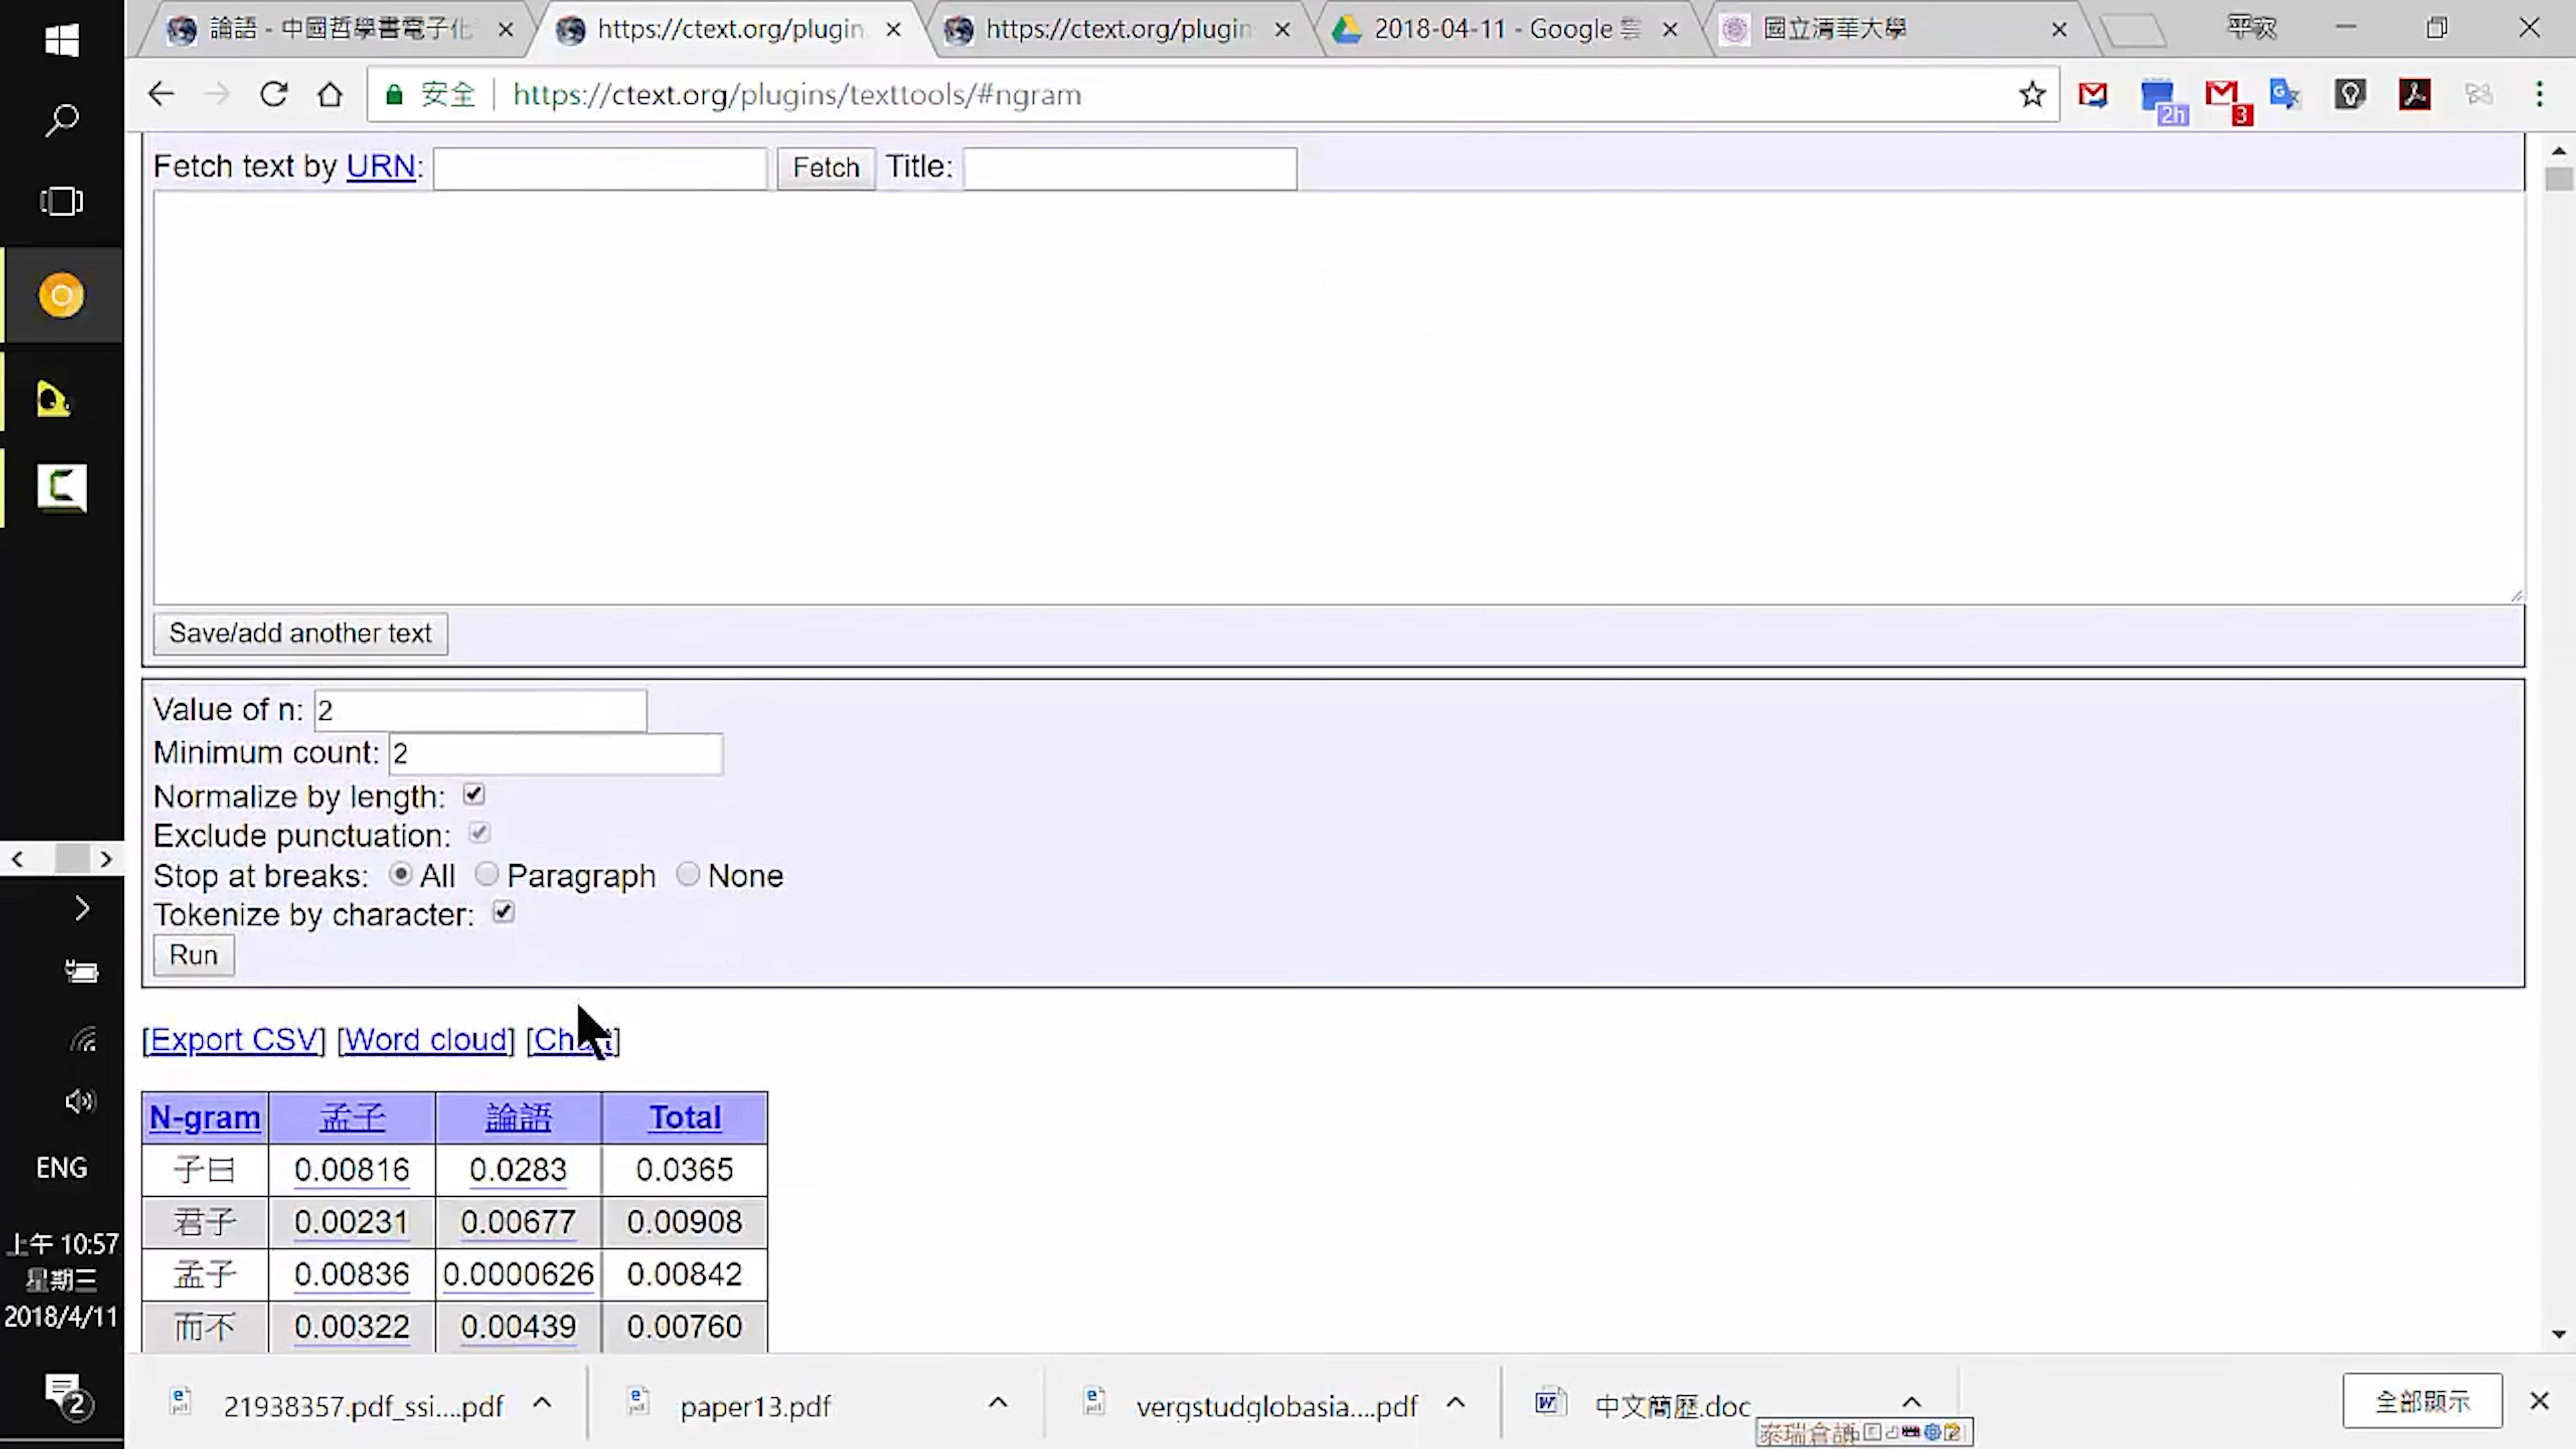 論語 - 中國哲學書電子化
https://ctext.org/plugin
https://ctext.org/plugin
2018-04-11 - Google 雲
國立清華大學
安全 https://ctext.org/plugins/texttools/#ngram
2h
3
Fetch text by URN: Fetch Title:
Save/add another text
Value of n: 2
Minimum count: 2
Normalize by length:
Exclude punctuation:
Stop at breaks: All Paragraph None
Tokenize by character:
Run
[Export CSV] [Word cloud] [Chart]
N-gram 孟子 論語 Total
子曰 0.00816 0.0283 0.0365
君子 0.00231 0.00677 0.00908
孟子 0.00836 0.0000626 0.00842
而不 0.00322 0.00439 0.00760
ENG
上午 10:57
星期三
2018/4/11
2
21938357.pdf_ssi....pdf
paper13.pdf
vergstudglobasia....pdf
中文簡歷.doc
全部顯示